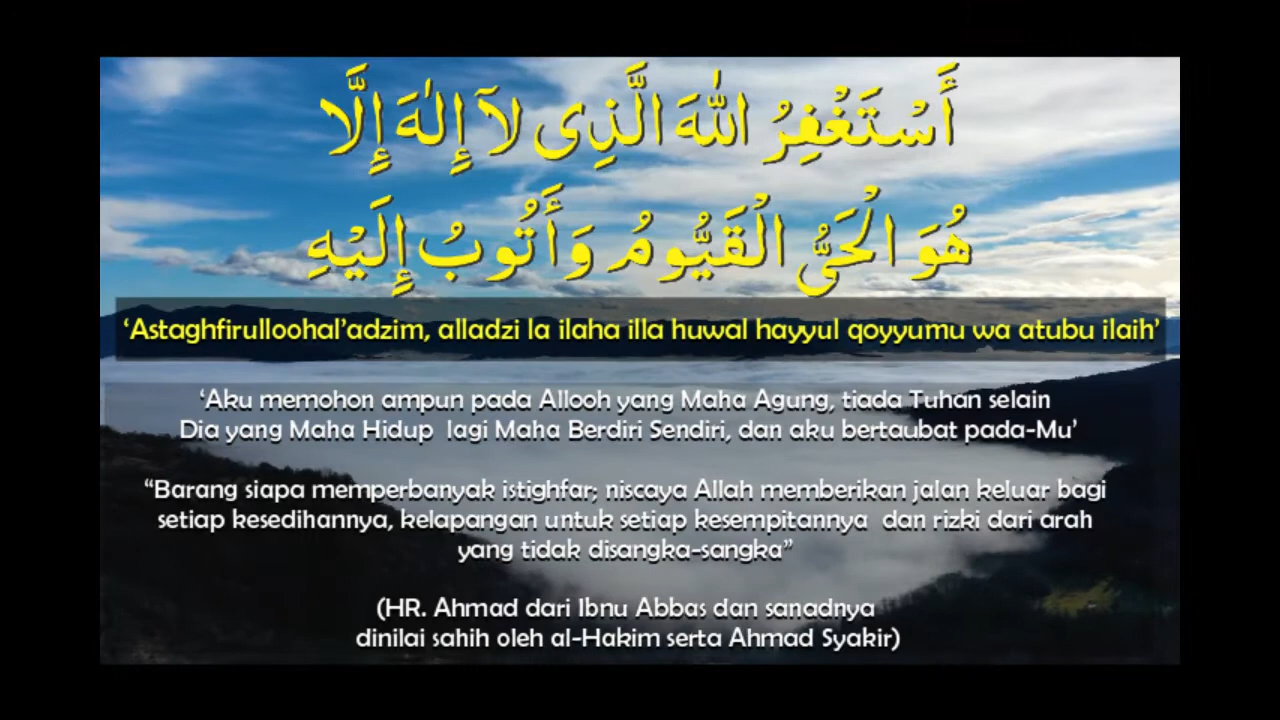 أَسْتَغْفِرُ اللّٰهَ الَّذِى لَآ إِلٰهَ إِلَّا
هُوَ الْحَيُّ الْقَيُّومُ وَأَتُوبُ إِلَيْهِ
‘Astaghfirulloohal’adzim, alladzi la ilaha illa huwal hayyul qoyyumu wa atubu ilaih’
‘Aku memohon ampun pada Allooh yang Maha Agung, tiada Tuhan selain
Dia yang Maha Hidup lagi Maha Berdiri Sendiri, dan aku bertaubat pada-Mu’
“Barang siapa memperbanyak istighfar; niscaya Allah memberikan jalan keluar bagi
setiap kesedihannya, kelapangan untuk setiap kesempitannya dan rizki dari arah
yang tidak disangka-sangka”
(HR. Ahmad dari Ibnu Abbas dan sanadnya
dinilai sahih oleh al-Hakim serta Ahmad Syakir)